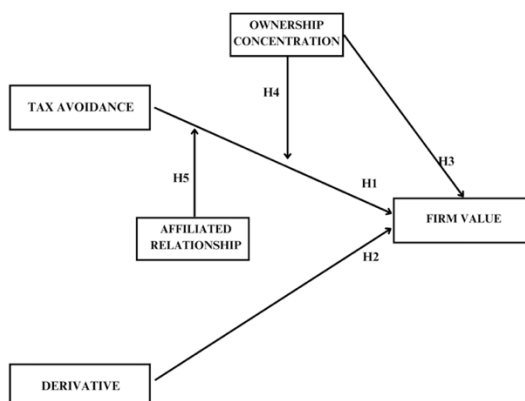 OWNERSHIP
CONCENTRATION
H4
TAX AVOIDANCE
H3
H5
H1
AFFILIATED
RELATIONSHIP
FIRM VALUE
H2
DERIVATIVE